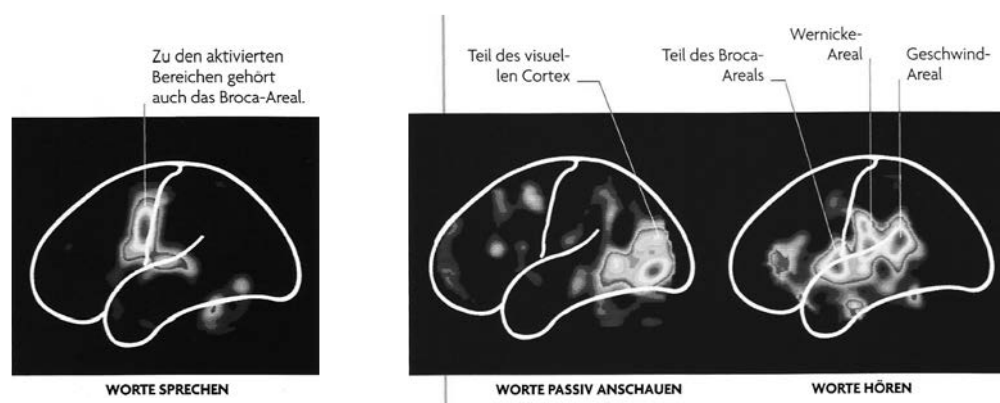 Zu den aktivierten
Bereichen gehört
auch das Broca-Areal.
WORTE SPRECHEN
Teil des visuel-
len Cortex
WORTE PASSIV ANSCHAUEN
Teil des Broca-
Areals
Wernicke-
Areal
Geschwind-
Areal
WORTE HÖREN